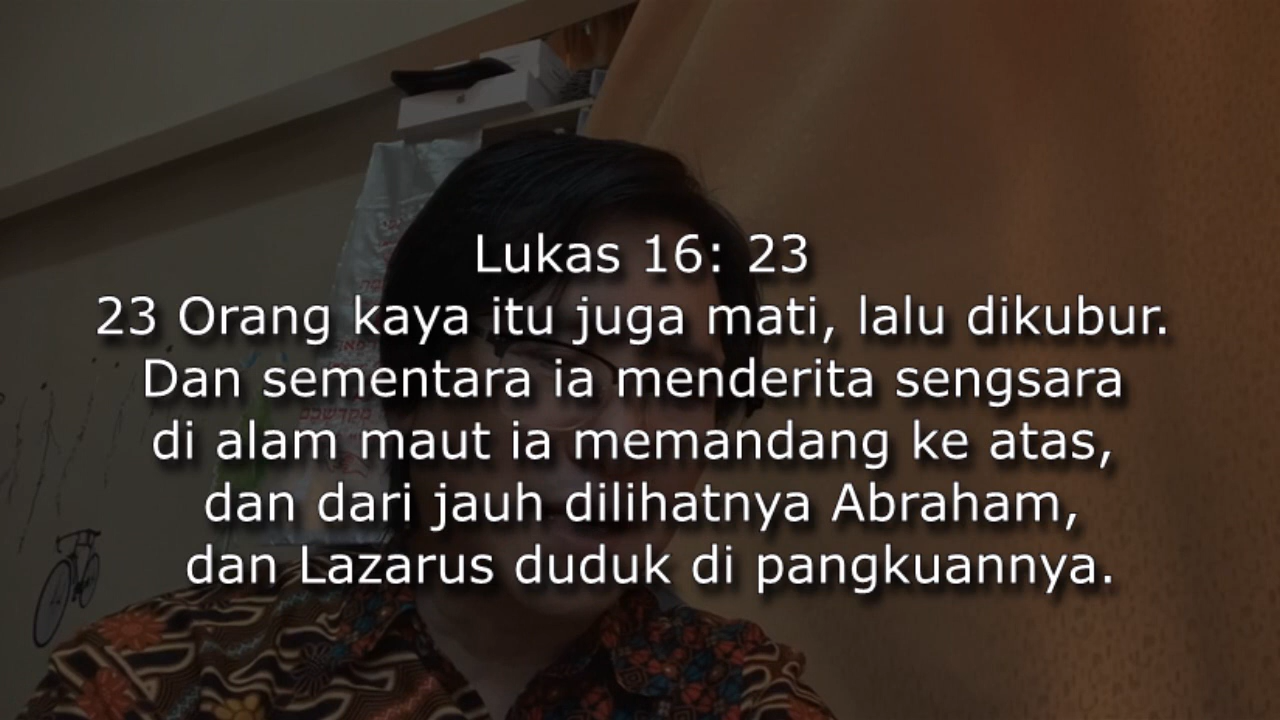 Lukas 16: 23
23 Orang kaya itu juga mati, lalu dikubur.
Dan sementara ia menderita sengsara
di alam maut ia memandang ke atas,
dan dari jauh dilihatnya Abraham,
dan Lazarus duduk di pangkuannya.